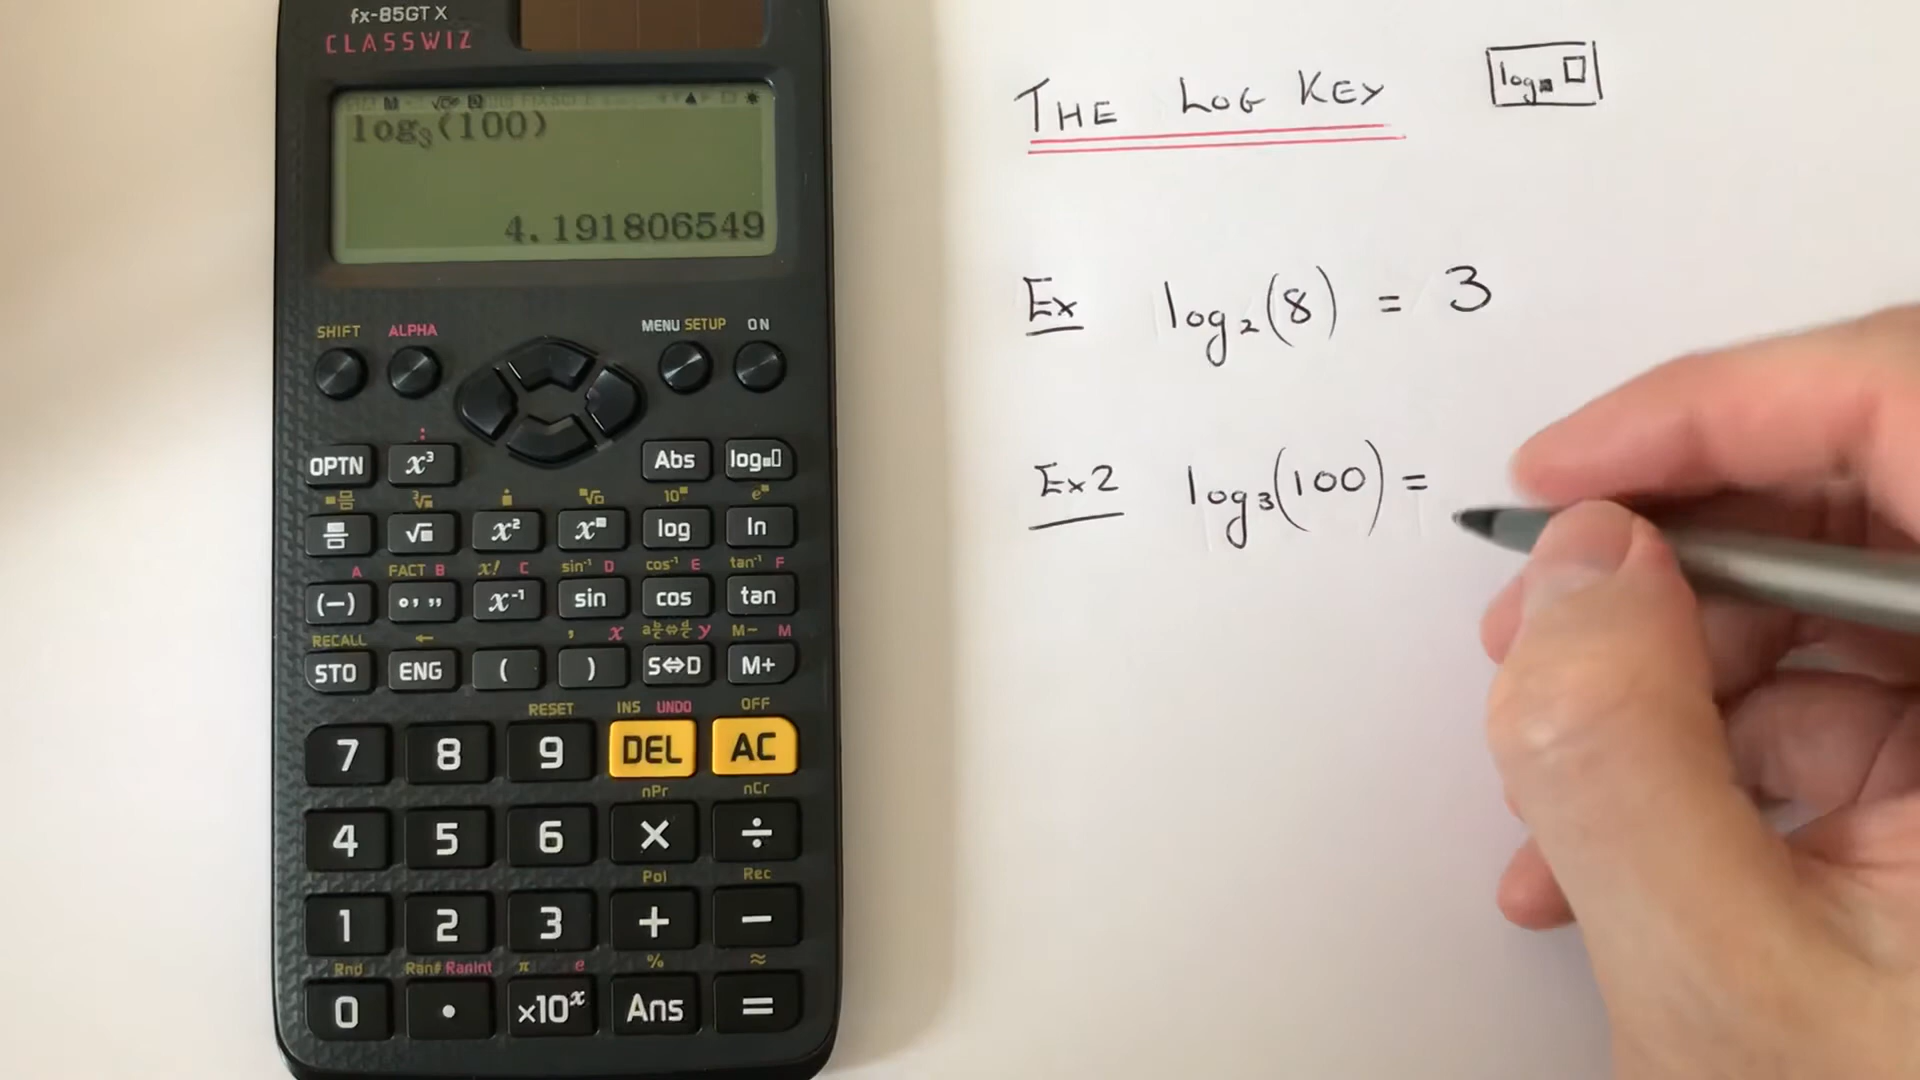 fx-85GT X
CLASSWIZ
log₃(100)
4.191806549
SHIFT ALPHA MENU SETUP ON
:
OPTN x³ Abs log▪□
³√▪ ▪√□ 10▪ e▪
√▪ x² x▪ log ln
A FACT B x! C sin⁻¹ D cos⁻¹ E tan⁻¹ F
(−) °,,, x⁻¹ sin cos tan
RECALL ← , x a b/c⇔d/c y M− M
STO ENG ( ) S⇔D M+
RESET INS UNDO OFF
7 8 9 DEL AC
nPr nCr
4 5 6 × ÷
Pol Rec
1 2 3 + −
Rnd Ran# RanInt π e % ≈
0 • ×10ˣ Ans =
THE LOG KEY log▪□
Ex log₂(8) = 3
Ex2 log₃(100) =